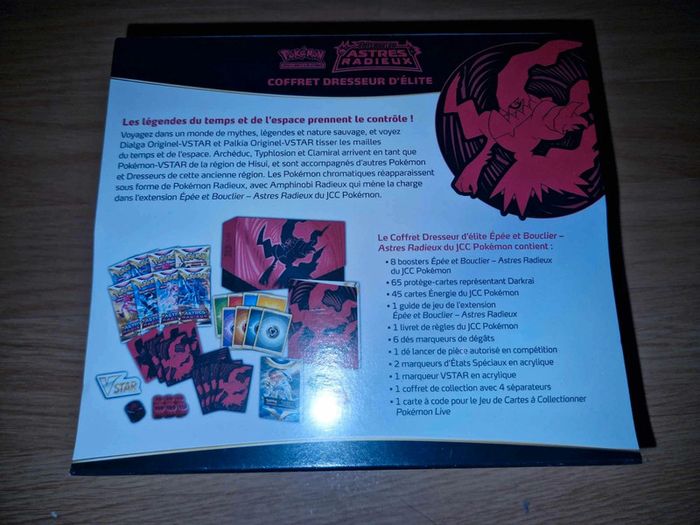 POKÉMON
ASTRES
RADIEUX
COFFRET DRESSEUR D'ÉLITE
Les légendes du temps et de l'espace prennent le contrôle !
Voyagez dans un monde de mythes, légendes et nature sauvage, et voyez
Dialga Originel-VSTAR et Palkia Originel-VSTAR tisser les mailles
du temps et de l'espace. Archéduc, Typhlosion et Clamiral arrivent en tant que
Pokémon-VSTAR de la région de Hisui, et sont accompagnés d'autres Pokémon
et Dresseurs de cette ancienne région. Les Pokémon chromatiques réapparaissent
sous forme de Pokémon Radieux, avec Amphinobi Radieux qui mène la charge
dans l'extension Épée et Bouclier – Astres Radieux du JCC Pokémon.
Le Coffret Dresseur d'élite Épée et Bouclier –
Astres Radieux du JCC Pokémon contient :
• 8 boosters Épée et Bouclier – Astres Radieux
du JCC Pokémon
• 65 protège-cartes représentant Darkrai
• 45 cartes Énergie du JCC Pokémon
• 1 guide de jeu de l'extension
Épée et Bouclier – Astres Radieux
• 1 livret de règles du JCC Pokémon
• 6 dés marqueurs de dégâts
• 1 dé lancer de pièce autorisé en compétition
• 2 marqueurs d'États Spéciaux en acrylique
• 1 marqueur VSTAR en acrylique
• 1 coffret de collection avec 4 séparateurs
• 1 carte à code pour le Jeu de Cartes à Collectionner
Pokémon Live
V STAR